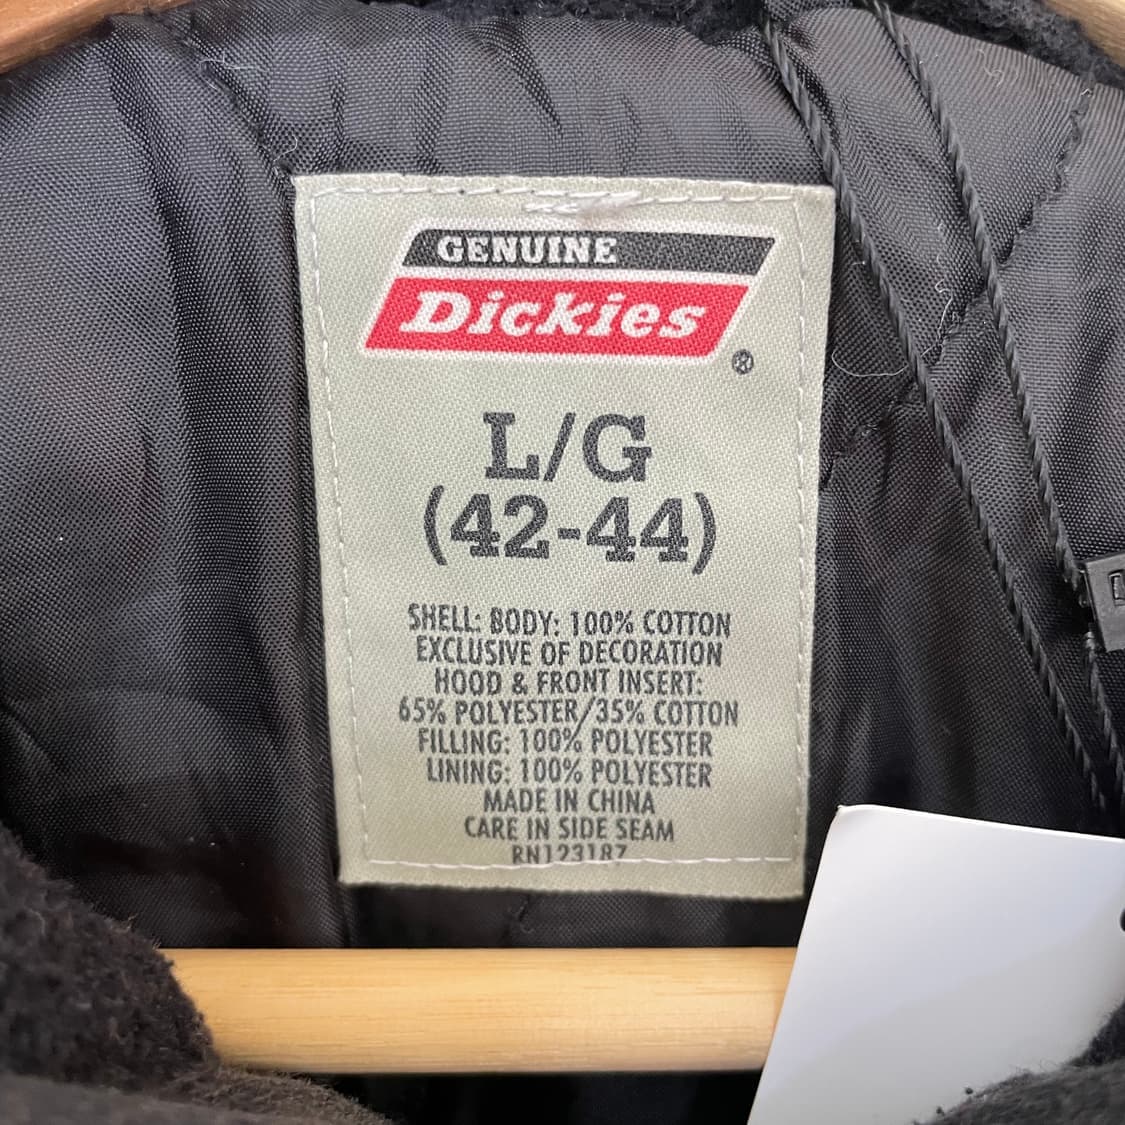 GENUINE
Dickies
®
L/G
(42-44)
SHELL: BODY: 100% COTTON
EXCLUSIVE OF DECORATION
HOOD & FRONT INSERT:
65% POLYESTER/35% COTTON
FILLING: 100% POLYESTER
LINING: 100% POLYESTER
MADE IN CHINA
CARE IN SIDE SEAM
RN123187